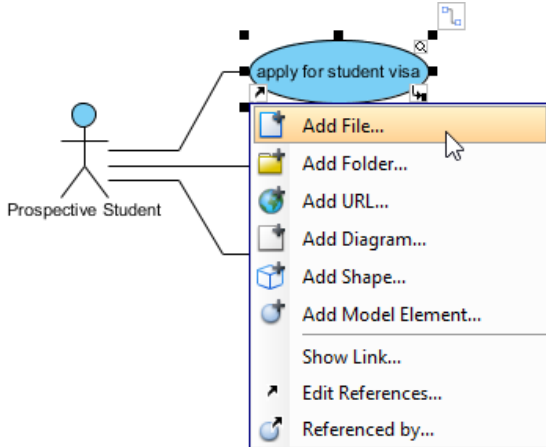 apply for student visa
Prospective Student
Add File...
Add Folder...
Add URL...
Add Diagram...
Add Shape...
Add Model Element...
Show Link...
Edit References...
Referenced by...